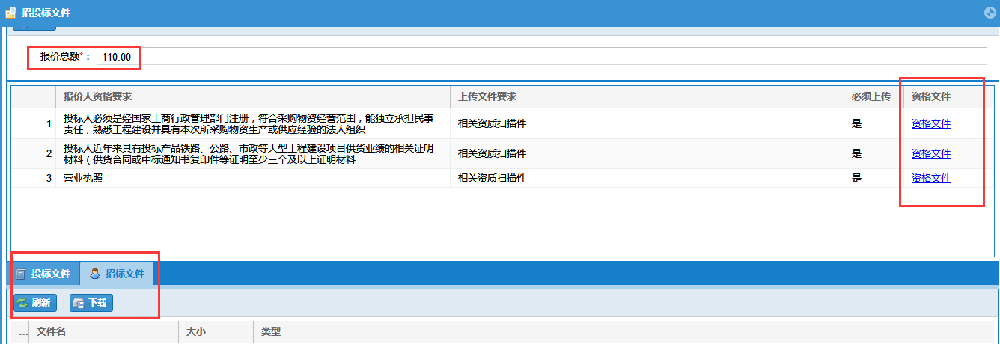 招投标文件
报价总额*： 110.00
报价人资格要求 上传文件要求 必须上传 资格文件
1 投标人必须是经国家工商行政管理部门注册，符合采购物资经营范围，能独立承担民事
责任，熟悉工程建设并具有本次所采购物资生产或供应经验的法人组织 相关资质扫描件 是 资格文件
2 投标人近年来具有投标产品铁路、公路、市政等大型工程建设项目供货业绩的相关证明
材料（供货合同或中标通知书复印件等证明至少三个及以上证明材料 相关资质扫描件 是 资格文件
3 营业执照 相关资质扫描件 是 资格文件
投标文件 招标文件
刷新 下载
... 文件名 大小 类型